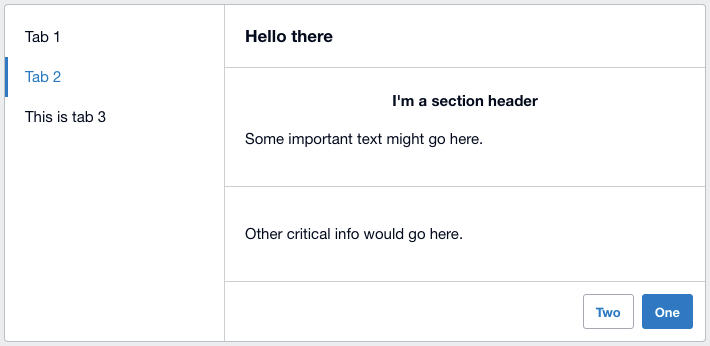 Tab 1
Tab 2
This is tab 3
Hello there
I'm a section header
Some important text might go here.
Other critical info would go here.
Two
One